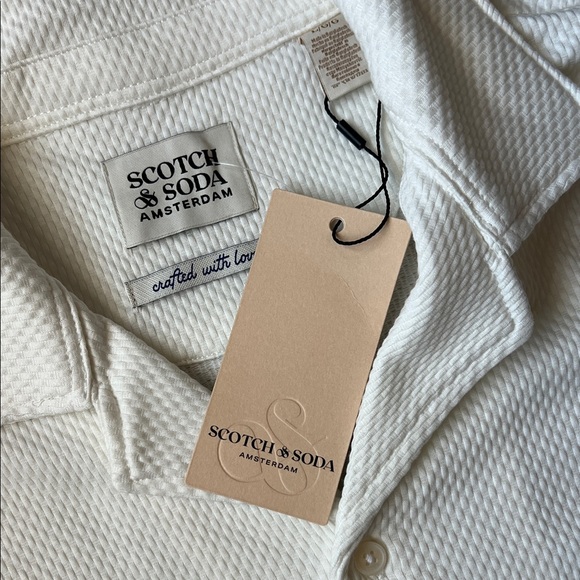 L/G/G
SCOTCH
& SODA
AMSTERDAM
crafted with lov
SCOTCH & SODA
AMSTERDAM